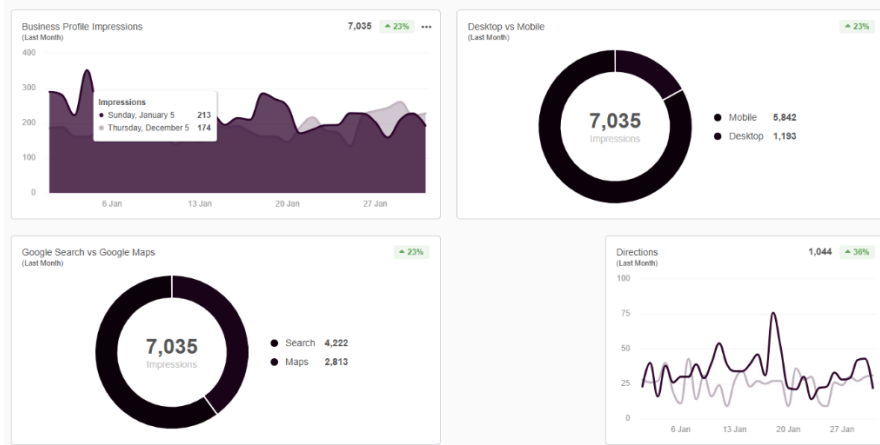 Business Profile Impressions 7,035 23% •••
(Last Month)
400
300
200
100
0
Impressions
Sunday, January 5 213
Thursday, December 5 174
6 Jan 13 Jan 20 Jan 27 Jan
Desktop vs Mobile 23%
(Last Month)
7,035
Impressions
Mobile 5,842
Desktop 1,193
Google Search vs Google Maps 23%
(Last Month)
7,035
Impressions
Search 4,222
Maps 2,813
Directions 1,044 36%
(Last Month)
100
75
50
25
0
6 Jan 13 Jan 20 Jan 27 Jan